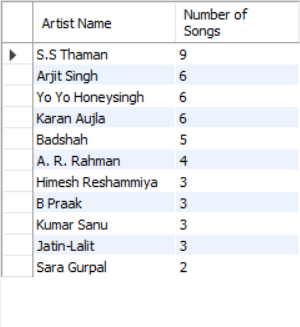 Artist Name Number of Songs
S.S Thaman 9
Arjit Singh 6
Yo Yo Honeysingh 6
Karan Aujla 6
Badshah 5
A. R. Rahman 4
Himesh Reshammiya 3
B Praak 3
Kumar Sanu 3
Jatin-Lalit 3
Sara Gurpal 2